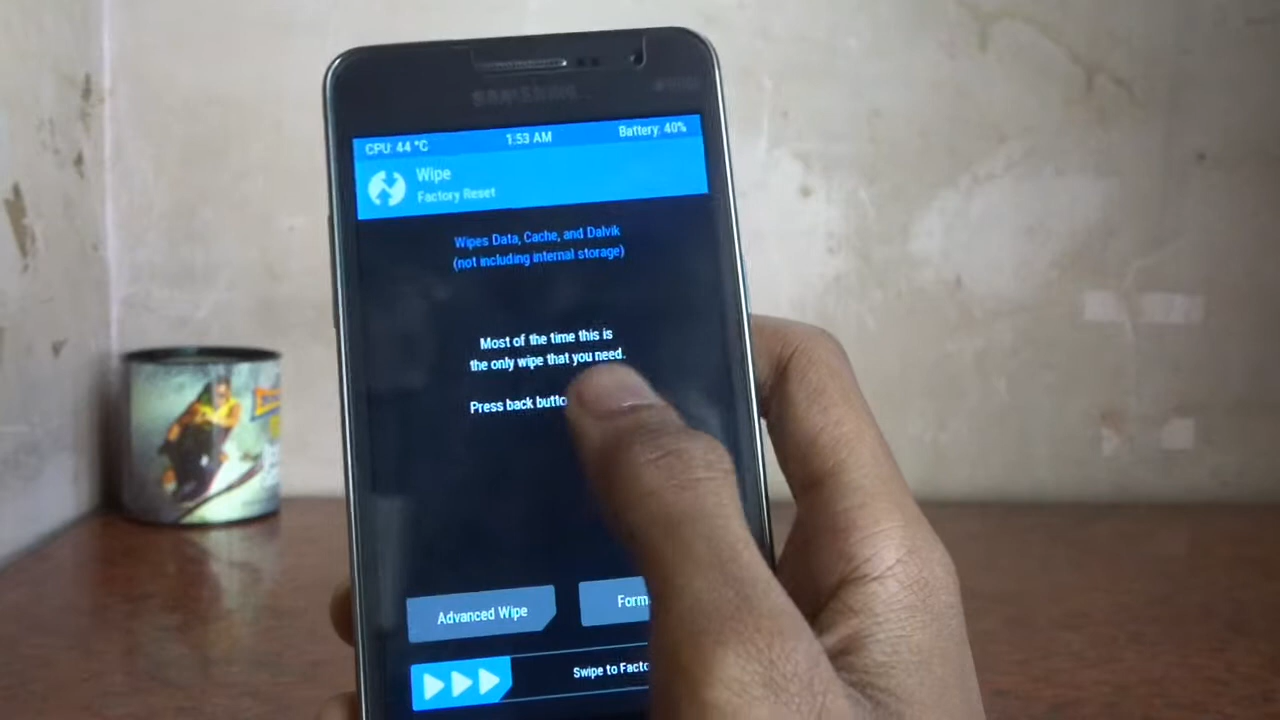 SAMSUNG
CPU: 44 °C 1:53 AM Battery: 40%
Wipe
Factory Reset
Wipes Data, Cache, and Dalvik
(not including internal storage)
Most of the time this is
the only wipe that you need.
Press back butto
Advanced Wipe Form
Swipe to Facto